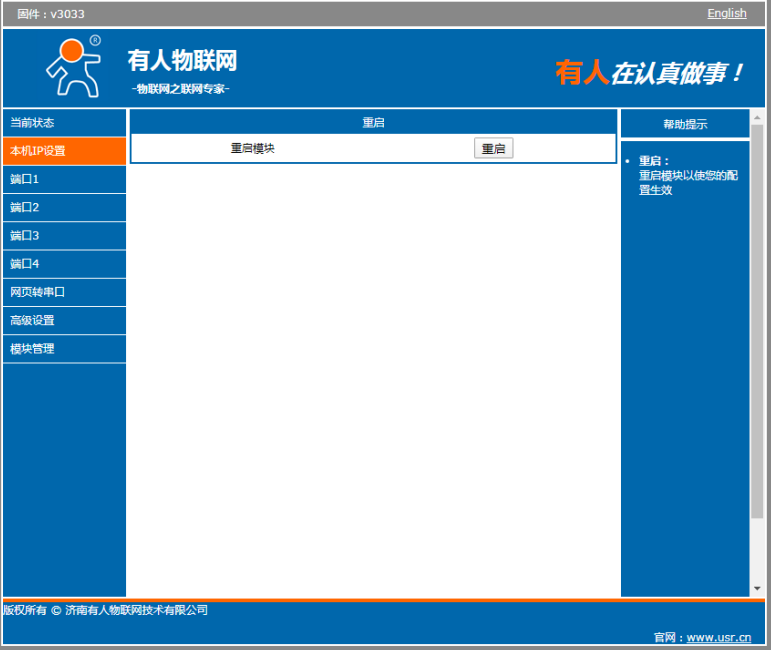 固件：v3033
English
®
有人物联网
-物联网之联网专家-
有人在认真做事！
当前状态
本机IP设置
端口1
端口2
端口3
端口4
网页转串口
高级设置
模块管理
重启
重启模块
重启
帮助提示
• 重启：
重启模块以使您的配
置生效
版权所有 © 济南有人物联网技术有限公司
官网：www.usr.cn